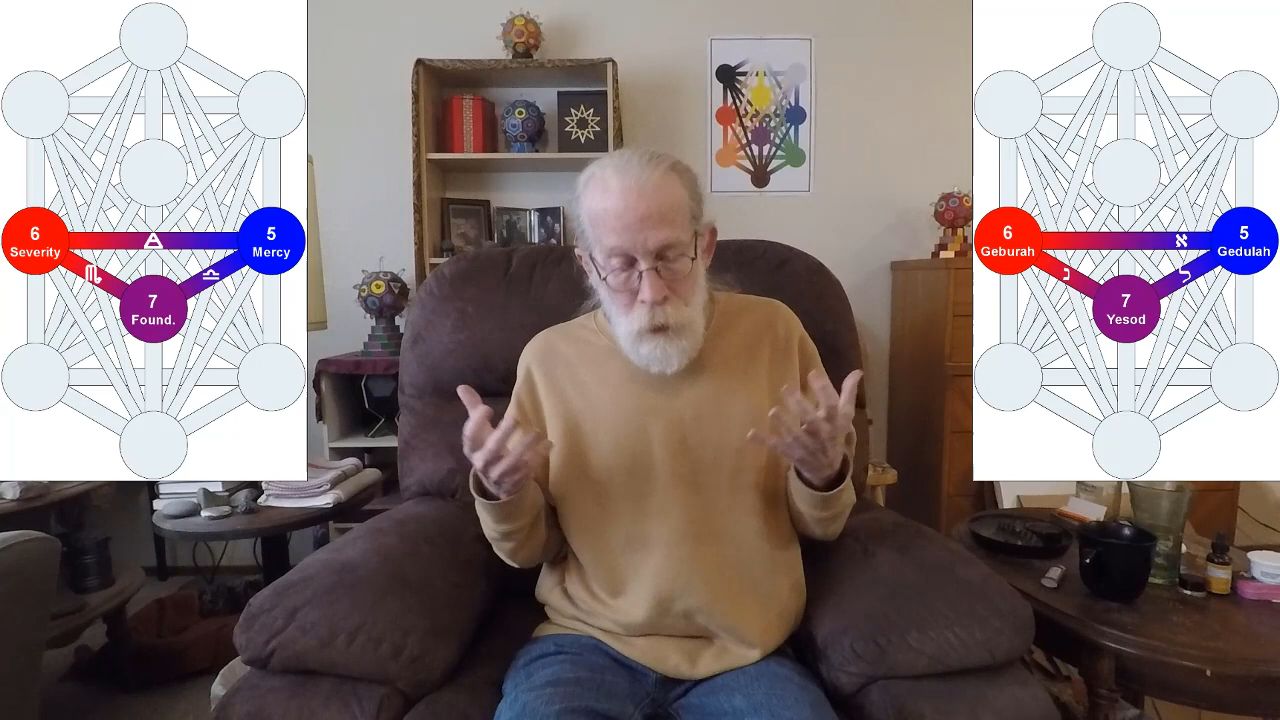 6
Severity
🜁
5
Mercy
♏
♎
7
Found.
6
Geburah
א
5
Gedulah
נ
ל
7
Yesod